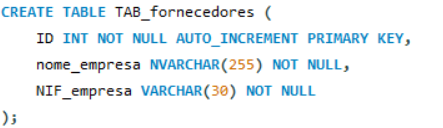 CREATE TABLE TAB_fornecedores (
    ID INT NOT NULL AUTO_INCREMENT PRIMARY KEY,
    nome_empresa NVARCHAR(255) NOT NULL,
    NIF_empresa VARCHAR(30) NOT NULL
);